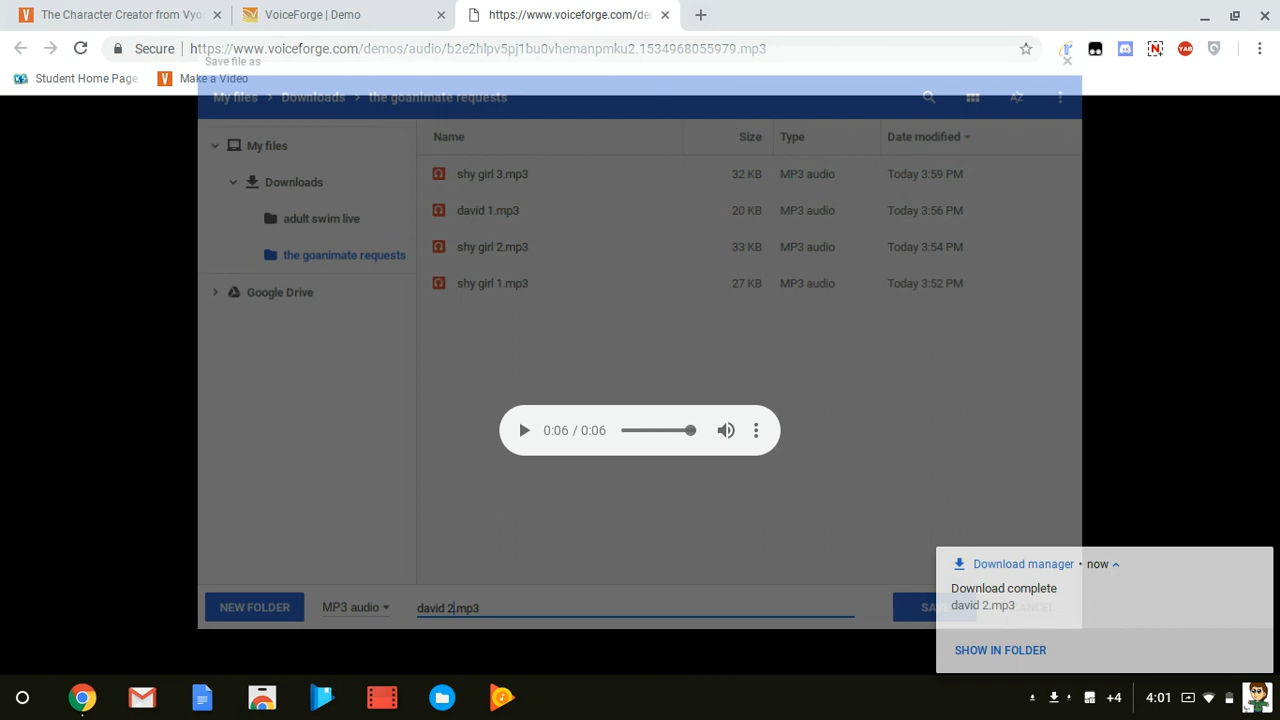 The Character Creator from Vyo
VoiceForge | Demo
https://www.voiceforge.com/de
Secure
https://www.voiceforge.com/demos/audio/b2e2hlpv5pj1bu0vhemanpmku2.1534968055979.mp3
Save file as
Student Home Page
Make a Video
My files > Downloads > the goanimate requests
Name Size Type Date modified
My files
Downloads
adult swim live
the goanimate requests
Google Drive
shy girl 3.mp3 32 KB MP3 audio Today 3:59 PM
david 1.mp3 20 KB MP3 audio Today 3:56 PM
shy girl 2.mp3 33 KB MP3 audio Today 3:54 PM
shy girl 1.mp3 27 KB MP3 audio Today 3:52 PM
0:06 / 0:06
Download manager • now
Download complete
david 2.mp3
SHOW IN FOLDER
NEW FOLDER
MP3 audio
david 2.mp3
SAVE
CANCEL
+4
4:01